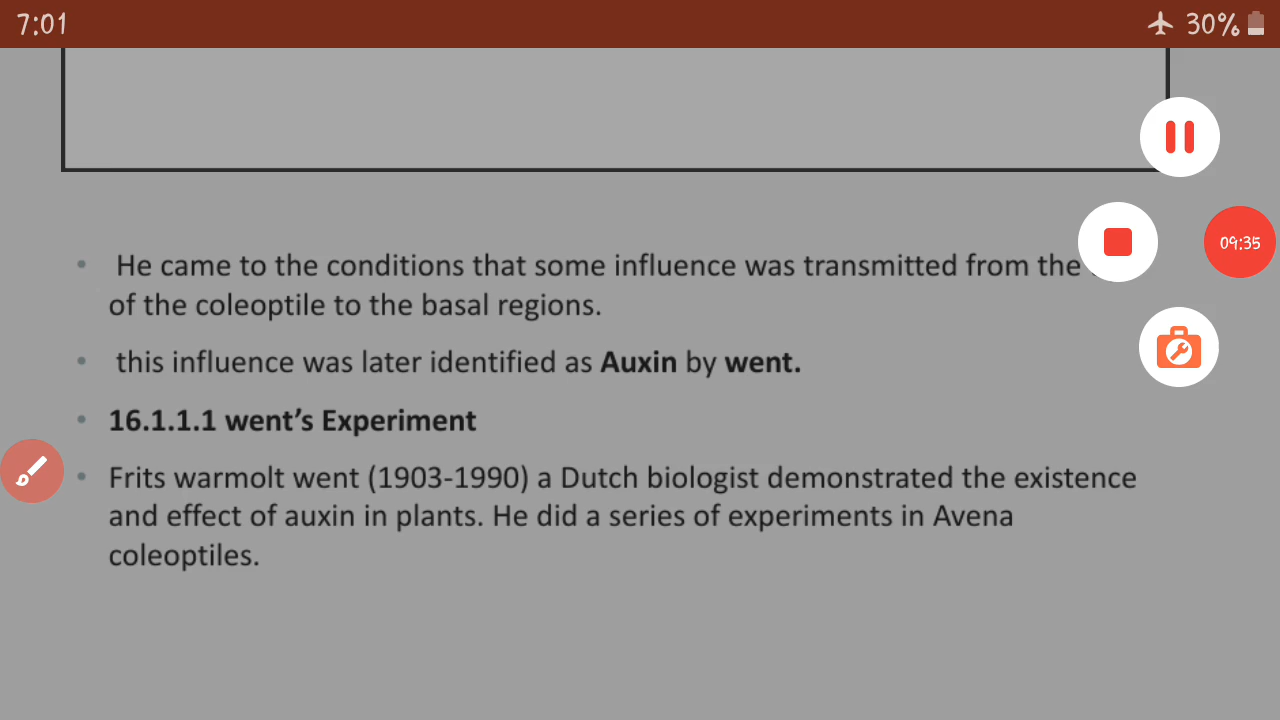 7:01
30%
He came to the conditions that some influence was transmitted from the
09:35
of the coleoptile to the basal regions.
this influence was later identified as Auxin by went.
16.1.1.1 went's Experiment
Frits warmolt went (1903-1990) a Dutch biologist demonstrated the existence
and effect of auxin in plants. He did a series of experiments in Avena
coleoptiles.